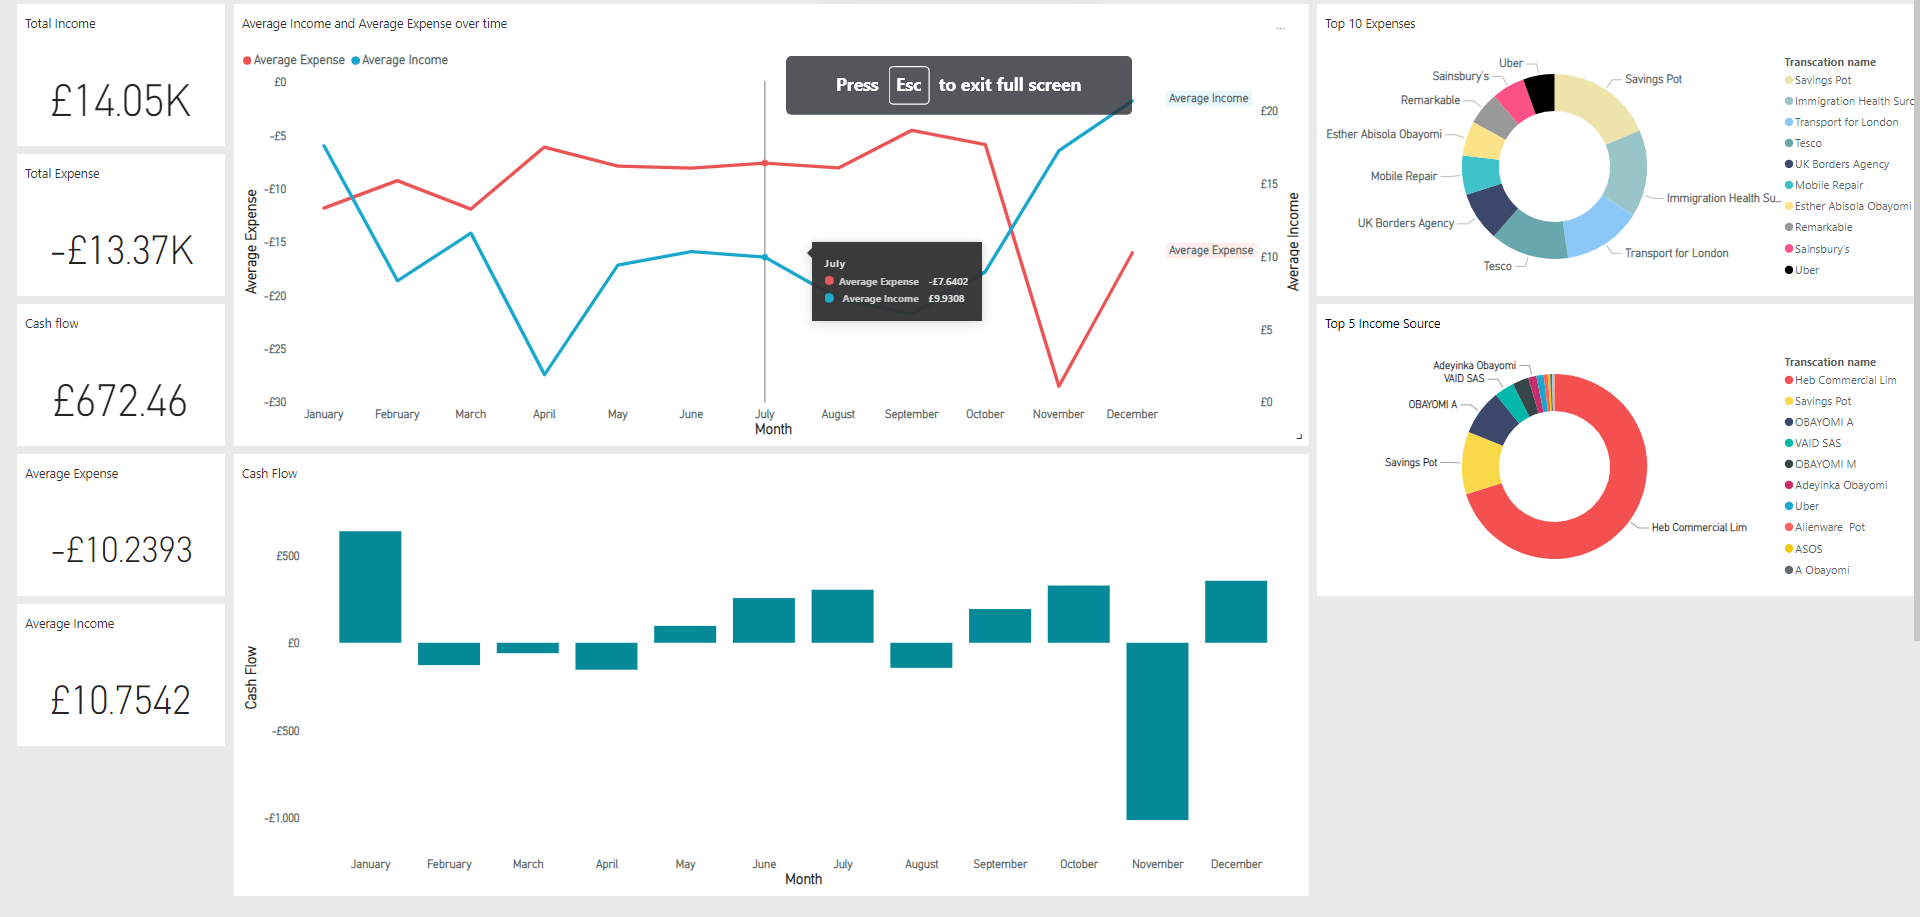 Total Income
£14.05K
Total Expense
-£13.37K
Cash flow
£672.46
Average Expense
-£10.2393
Average Income
£10.7542
Average Income and Average Expense over time
...
Average Expense
Average Income
Press Esc to exit full screen
Average Expense
£0
-£5
-£10
-£15
-£20
-£25
-£30
Average Income
Average Expense
£20
£15
£10
£5
£0
Average Income
July
Average Expense -£7.6402
Average Income £9.9308
January February March April May June July August September October November December
Month
Cash Flow
Cash Flow
£500
£0
-£500
-£1,000
January February March April May June July August September October November December
Month
Top 10 Expenses
Uber
Sainsbury's
Remarkable
Esther Abisola Obayomi
Mobile Repair
UK Borders Agency
Tesco
Savings Pot
Immigration Health Su...
Transport for London
Transcation name
Savings Pot
Immigration Health Surc
Transport for London
Tesco
UK Borders Agency
Mobile Repair
Esther Abisola Obayomi
Remarkable
Sainsbury's
Uber
Top 5 Income Source
Adeyinka Obayomi
VAID SAS
OBAYOMI A
Savings Pot
Heb Commercial Lim
Transcation name
Heb Commercial Lim
Savings Pot
OBAYOMI A
VAID SAS
OBAYOMI M
Adeyinka Obayomi
Uber
Alienware Pot
ASOS
A Obayomi